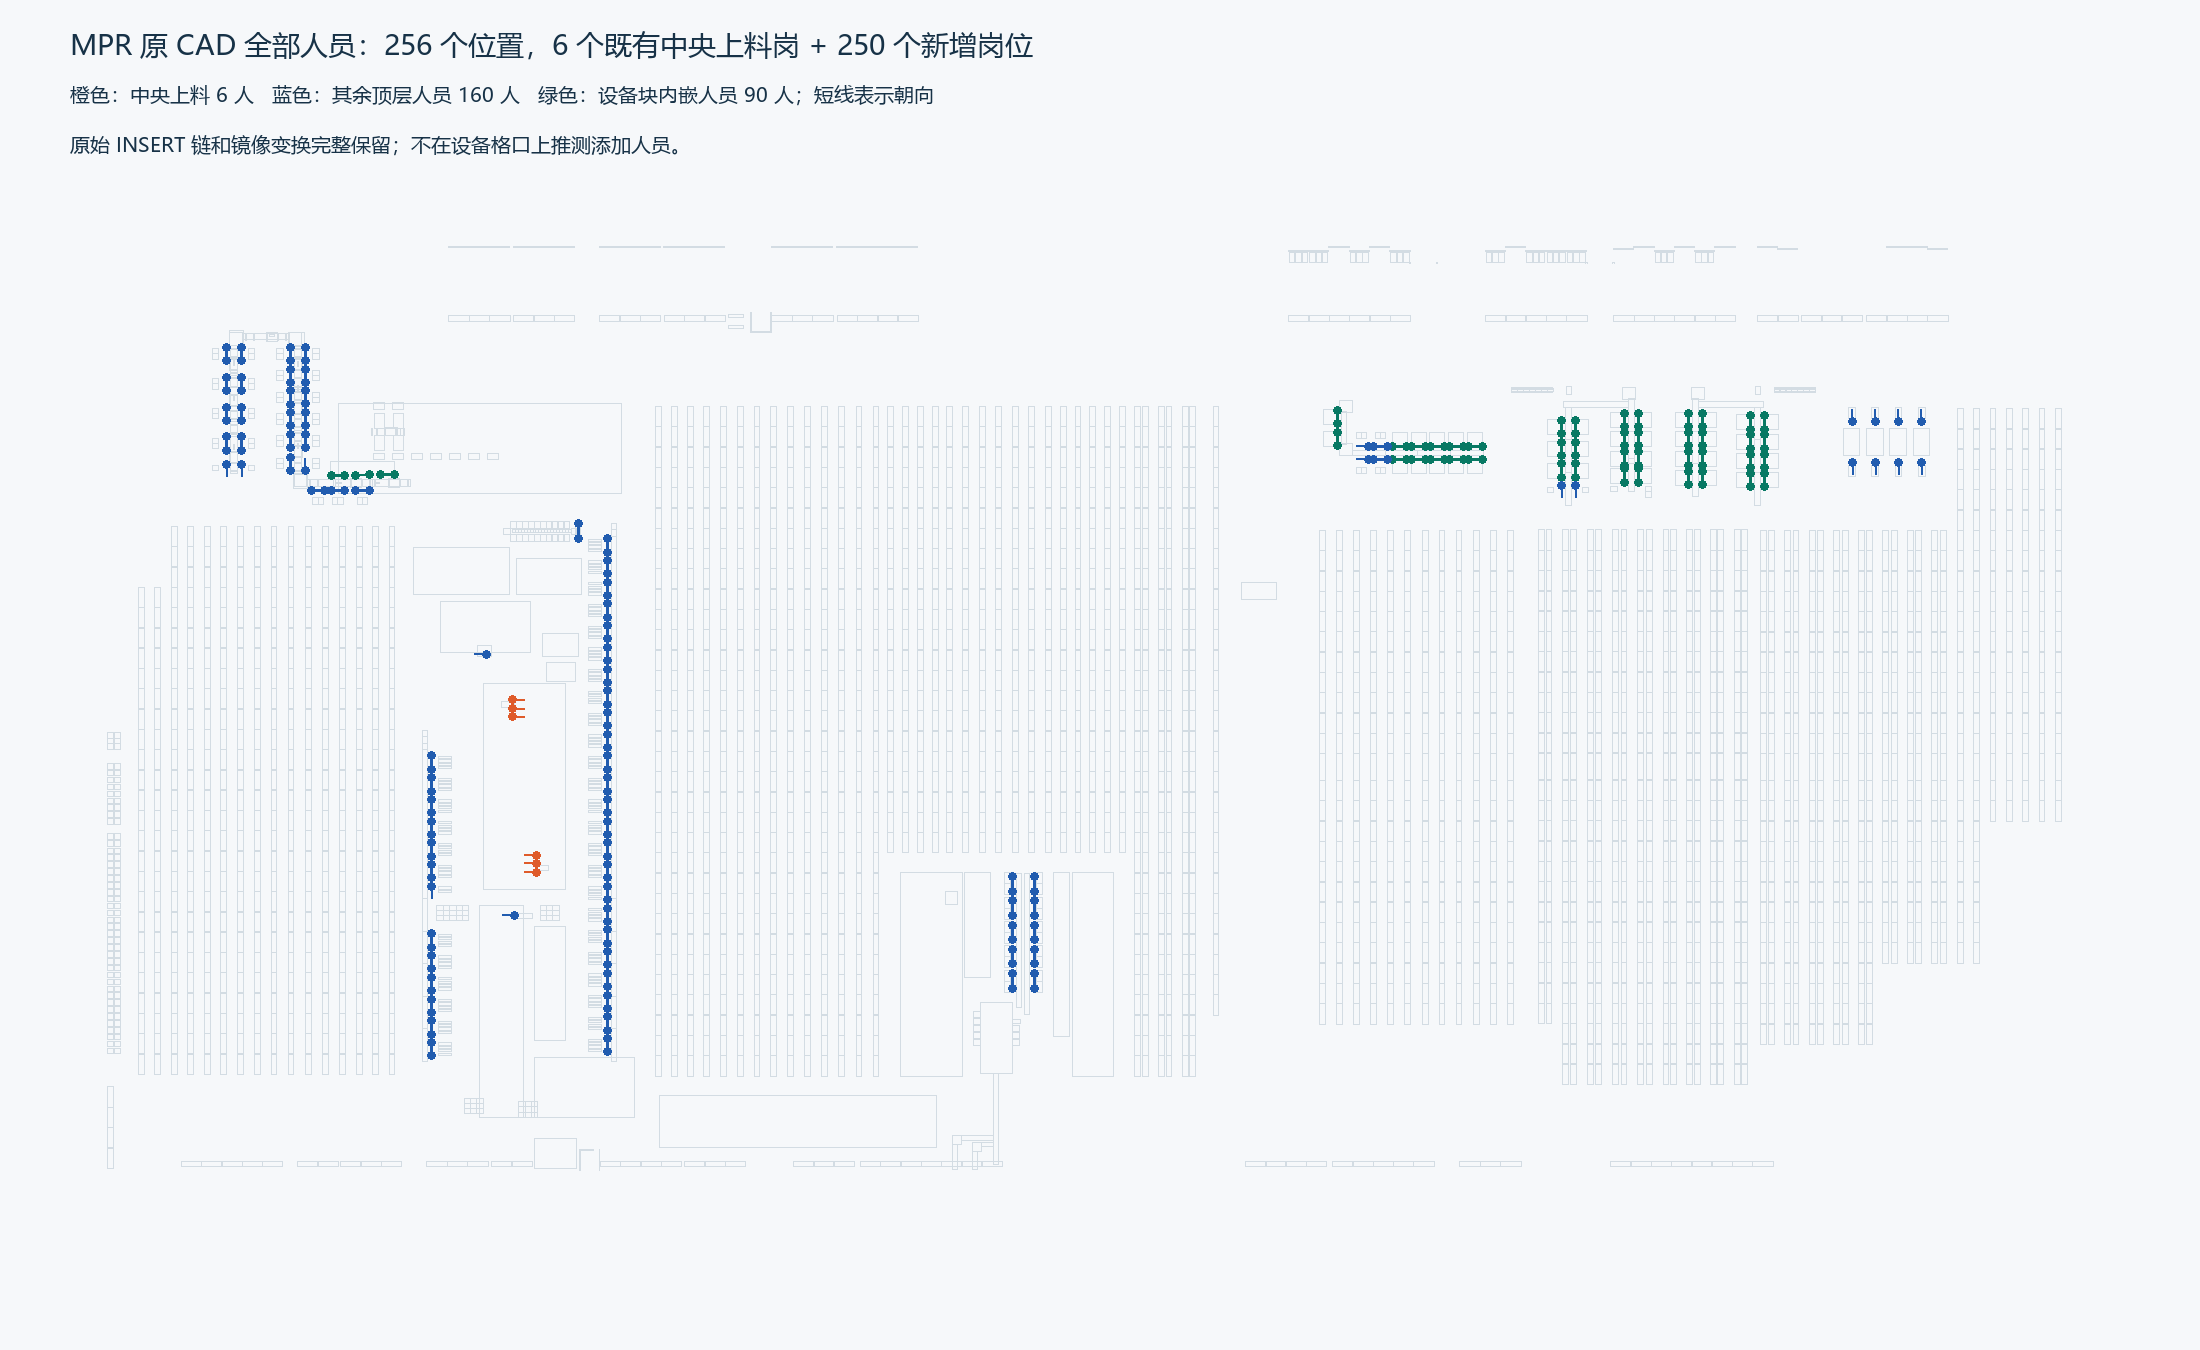 MPR 原 CAD 全部人员：256 个位置，6 个既有中央上料岗 + 250 个新增岗位
橙色：中央上料 6 人   蓝色：其余顶层人员 160 人   绿色：设备块内嵌人员 90 人；短线表示朝向
原始 INSERT 链和镜像变换完整保留；不在设备格口上推测添加人员。